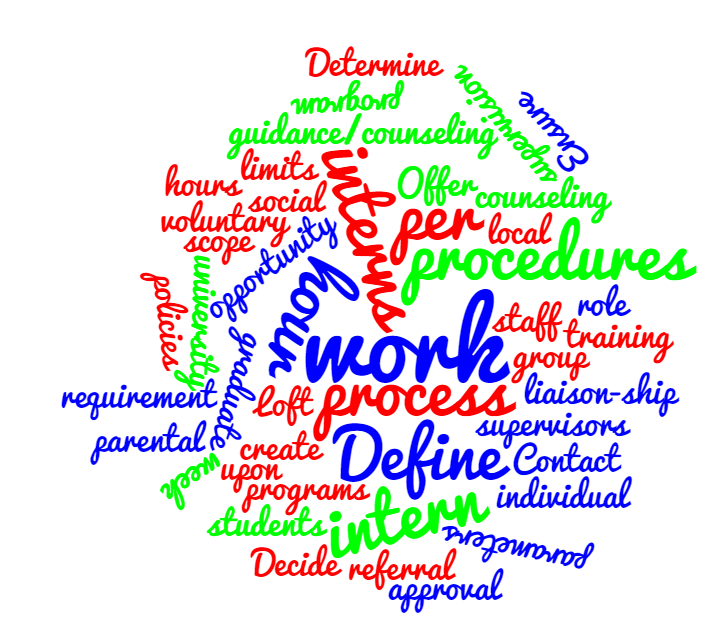 Determine
program
supervision
Ensure
guidance/counseling
interns
limits
hours
social
Offer
counseling
voluntary
per
local
scope
opportunity
procedures
university
policies
hour
role
staff
training
work
group
graduate
requirement
Loft
process
liaison-ship
supervisors
parental
create
Define
Contact
week
upon
programs
individual
students
intern
parameters
Decide
referral
approval